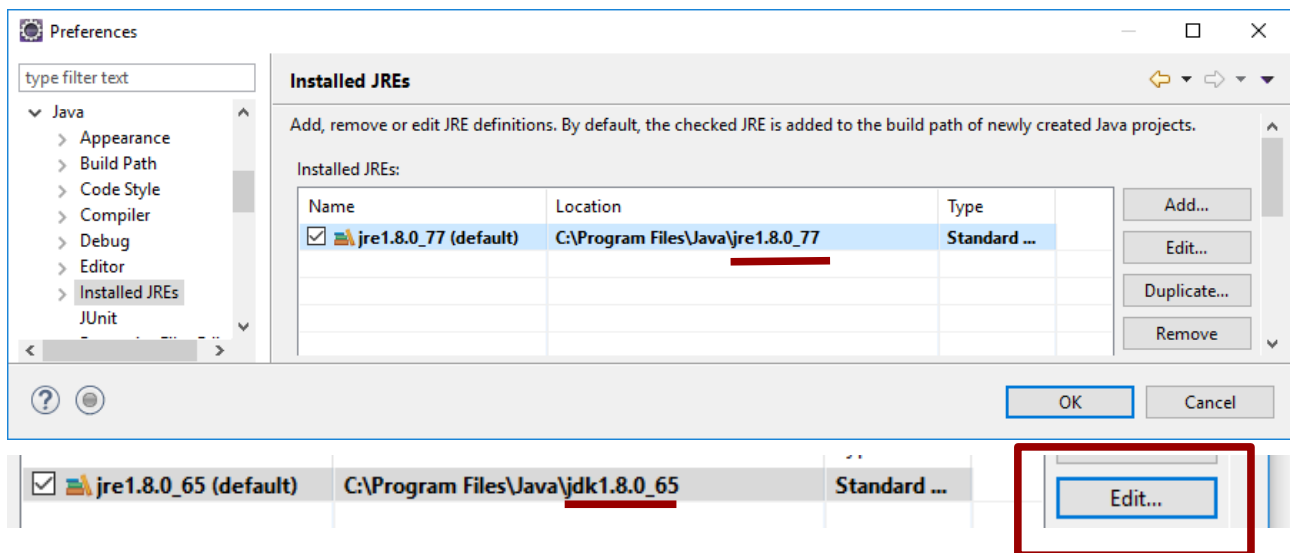 Preferences
type filter text
Installed JREs
Java
Appearance
Build Path
Code Style
Compiler
Debug
Editor
Installed JREs
JUnit
Add, remove or edit JRE definitions. By default, the checked JRE is added to the build path of newly created Java projects.
Installed JREs:
Name Location Type
jre1.8.0_77 (default) C:\Program Files\Java\jre1.8.0_77 Standard ...
Add...
Edit...
Duplicate...
Remove
OK Cancel
jre1.8.0_65 (default) C:\Program Files\Java\jdk1.8.0_65 Standard ...
Edit...